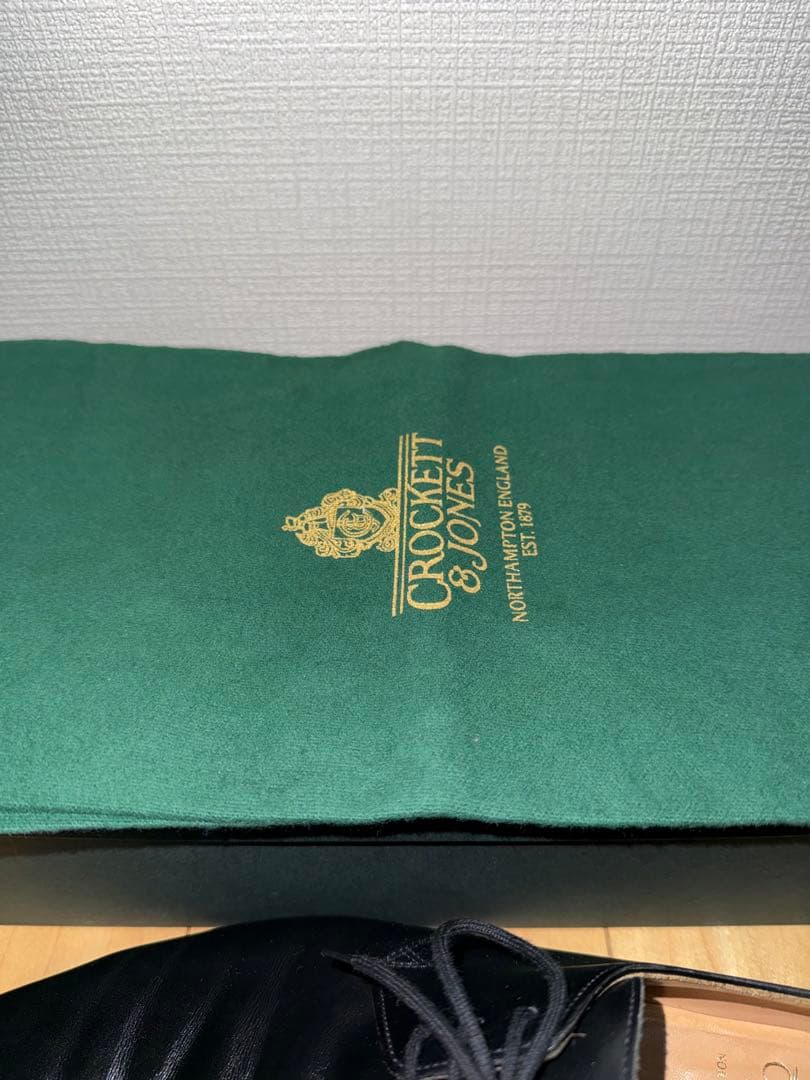 CROCKETT
& JONES
NORTHAMPTON ENGLAND
EST. 1879